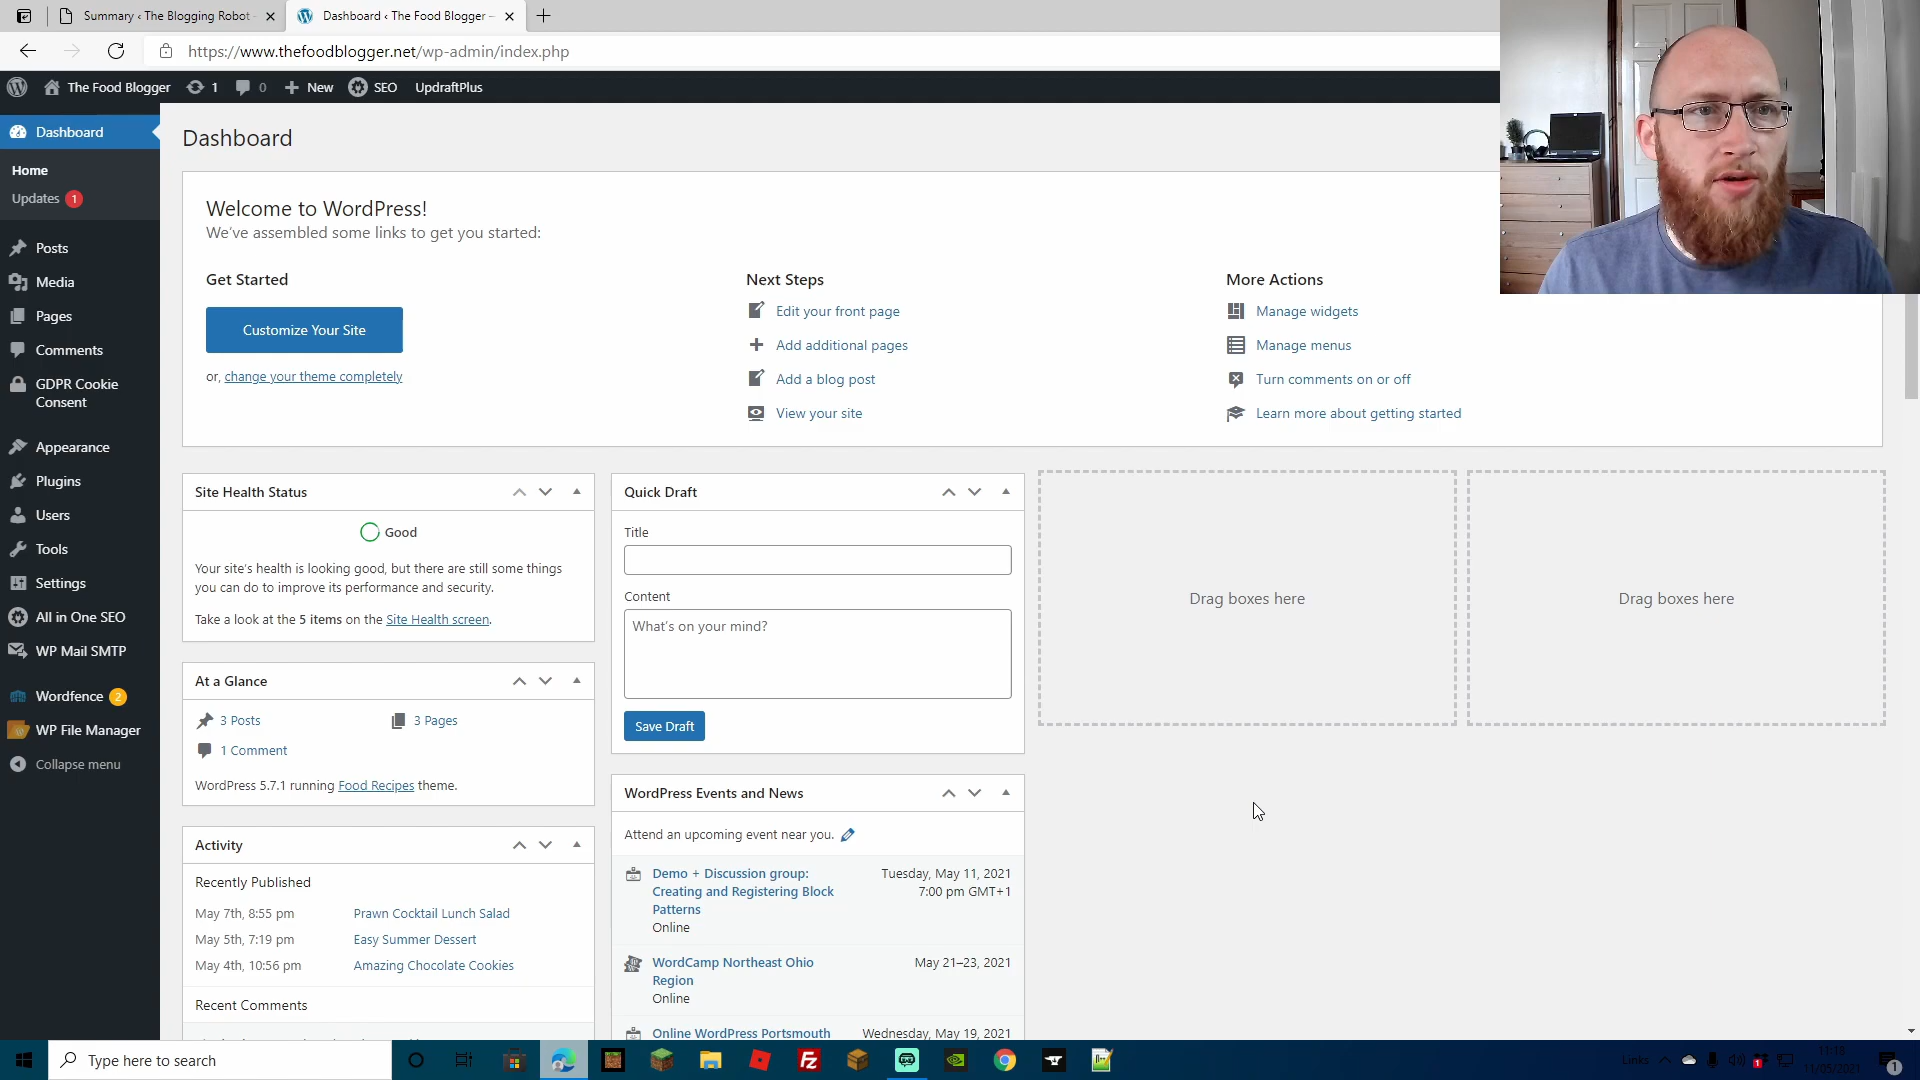 Summary ‹ The Blogging Robot
Dashboard ‹ The Food Blogger –
https://www.thefoodblogger.net/wp-admin/index.php
The Food Blogger
1
0
New
SEO
UpdraftPlus
Dashboard
Home
Updates 1
Posts
Media
Pages
Comments
GDPR Cookie
Consent
Appearance
Plugins
Users
Tools
Settings
All in One SEO
WP Mail SMTP
Wordfence 2
WP File Manager
Collapse menu
Dashboard
Welcome to WordPress!
We've assembled some links to get you started:
Get Started
Customize Your Site
or, change your theme completely
Next Steps
Edit your front page
Add additional pages
Add a blog post
View your site
More Actions
Manage widgets
Manage menus
Turn comments on or off
Learn more about getting started
Site Health Status
Good
Your site's health is looking good, but there are still some things
you can do to improve its performance and security.
Take a look at the 5 items on the Site Health screen.
At a Glance
3 Posts
3 Pages
1 Comment
WordPress 5.7.1 running Food Recipes theme.
Activity
Recently Published
May 7th, 8:55 pm Prawn Cocktail Lunch Salad
May 5th, 7:19 pm Easy Summer Dessert
May 4th, 10:56 pm Amazing Chocolate Cookies
Recent Comments
Quick Draft
Title
Content
What's on your mind?
Save Draft
WordPress Events and News
Attend an upcoming event near you.
Demo + Discussion group: Tuesday, May 11, 2021
Creating and Registering Block 7:00 pm GMT+1
Patterns
Online
WordCamp Northeast Ohio May 21–23, 2021
Region
Online
Online WordPress Portsmouth Wednesday, May 19, 2021
Drag boxes here
Drag boxes here
Type here to search
Links
11:18
11/05/2021
1